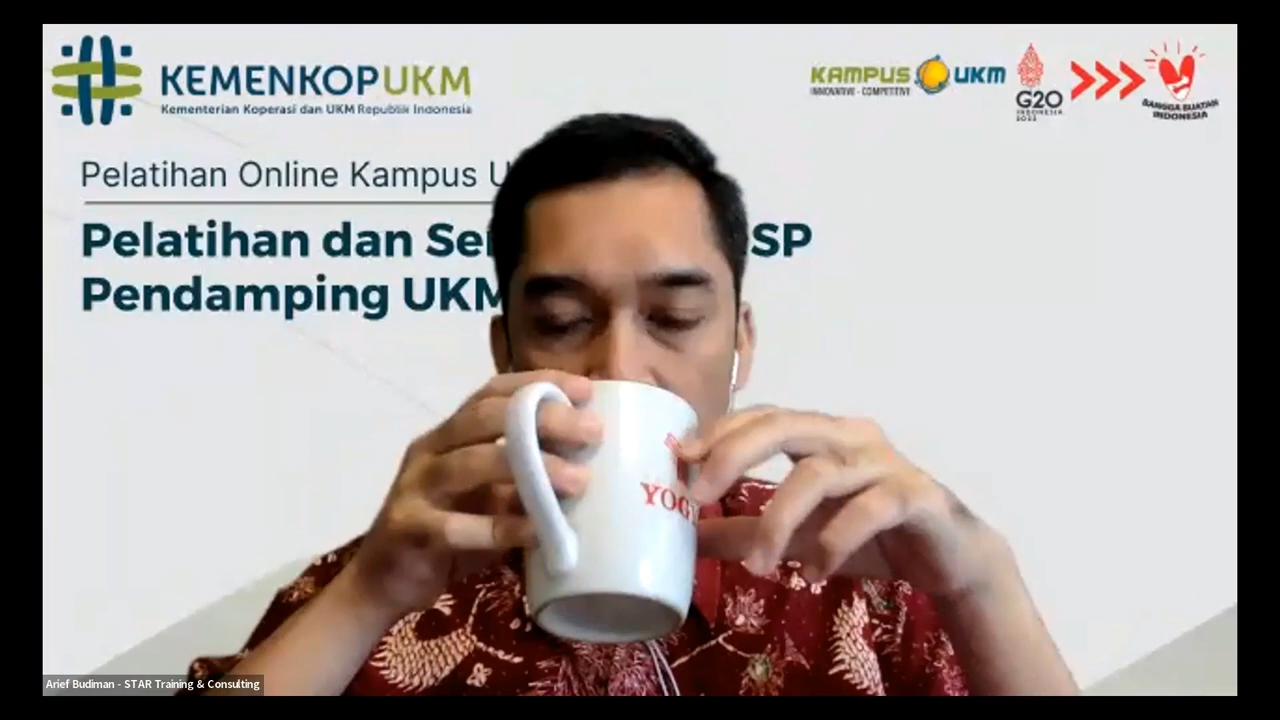 KEMENKOPUKM
Kementerian Koperasi dan UKM Republik Indonesia
KAMPUS UKM
INNOVATIVE - COMPETITIVE
G20
INDONESIA
2022
BANGGA BUATAN
INDONESIA
Pelatihan Online Kampus
Pelatihan dan SP
Pendamping UKM
YOG
Arief Budiman - STAR Training & Consulting